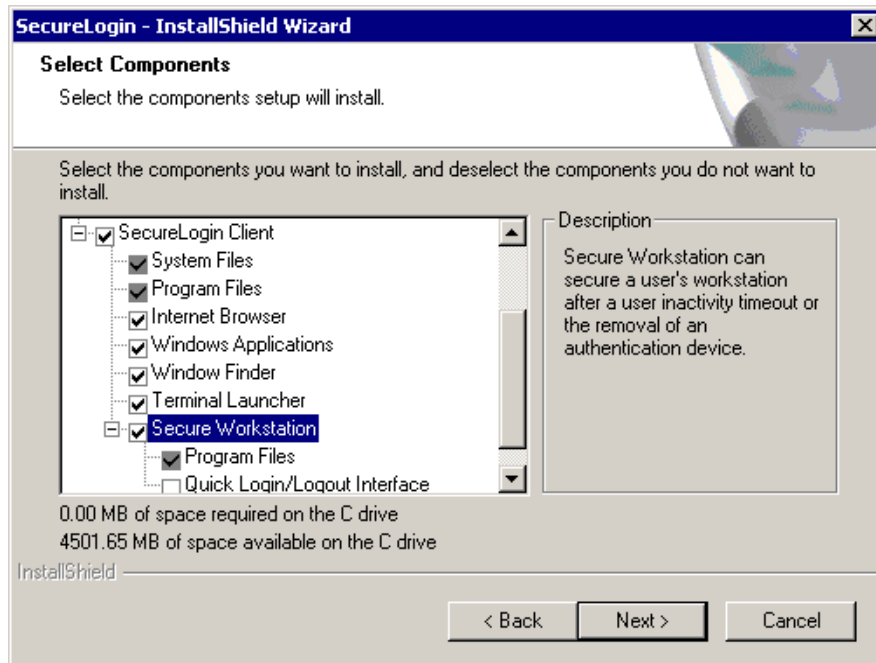 SecureLogin - InstallShield Wizard
Select Components
Select the components setup will install.
Select the components you want to install, and deselect the components you do not want to
install.
SecureLogin Client
System Files
Program Files
Internet Browser
Windows Applications
Window Finder
Terminal Launcher
Secure Workstation
Program Files
Quick Login/Logout Interface
Description
Secure Workstation can
secure a user's workstation
after a user inactivity timeout or
the removal of an
authentication device.
0.00 MB of space required on the C drive
4501.65 MB of space available on the C drive
InstallShield
< Back
Next >
Cancel